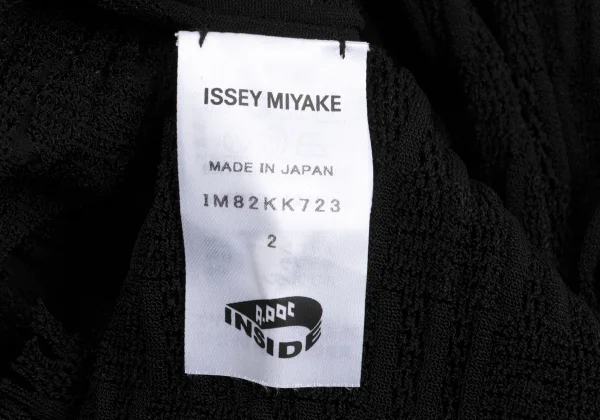 ISSEY MIYAKE
MADE IN JAPAN
IM82KK723
2
A.POC
INSIDE